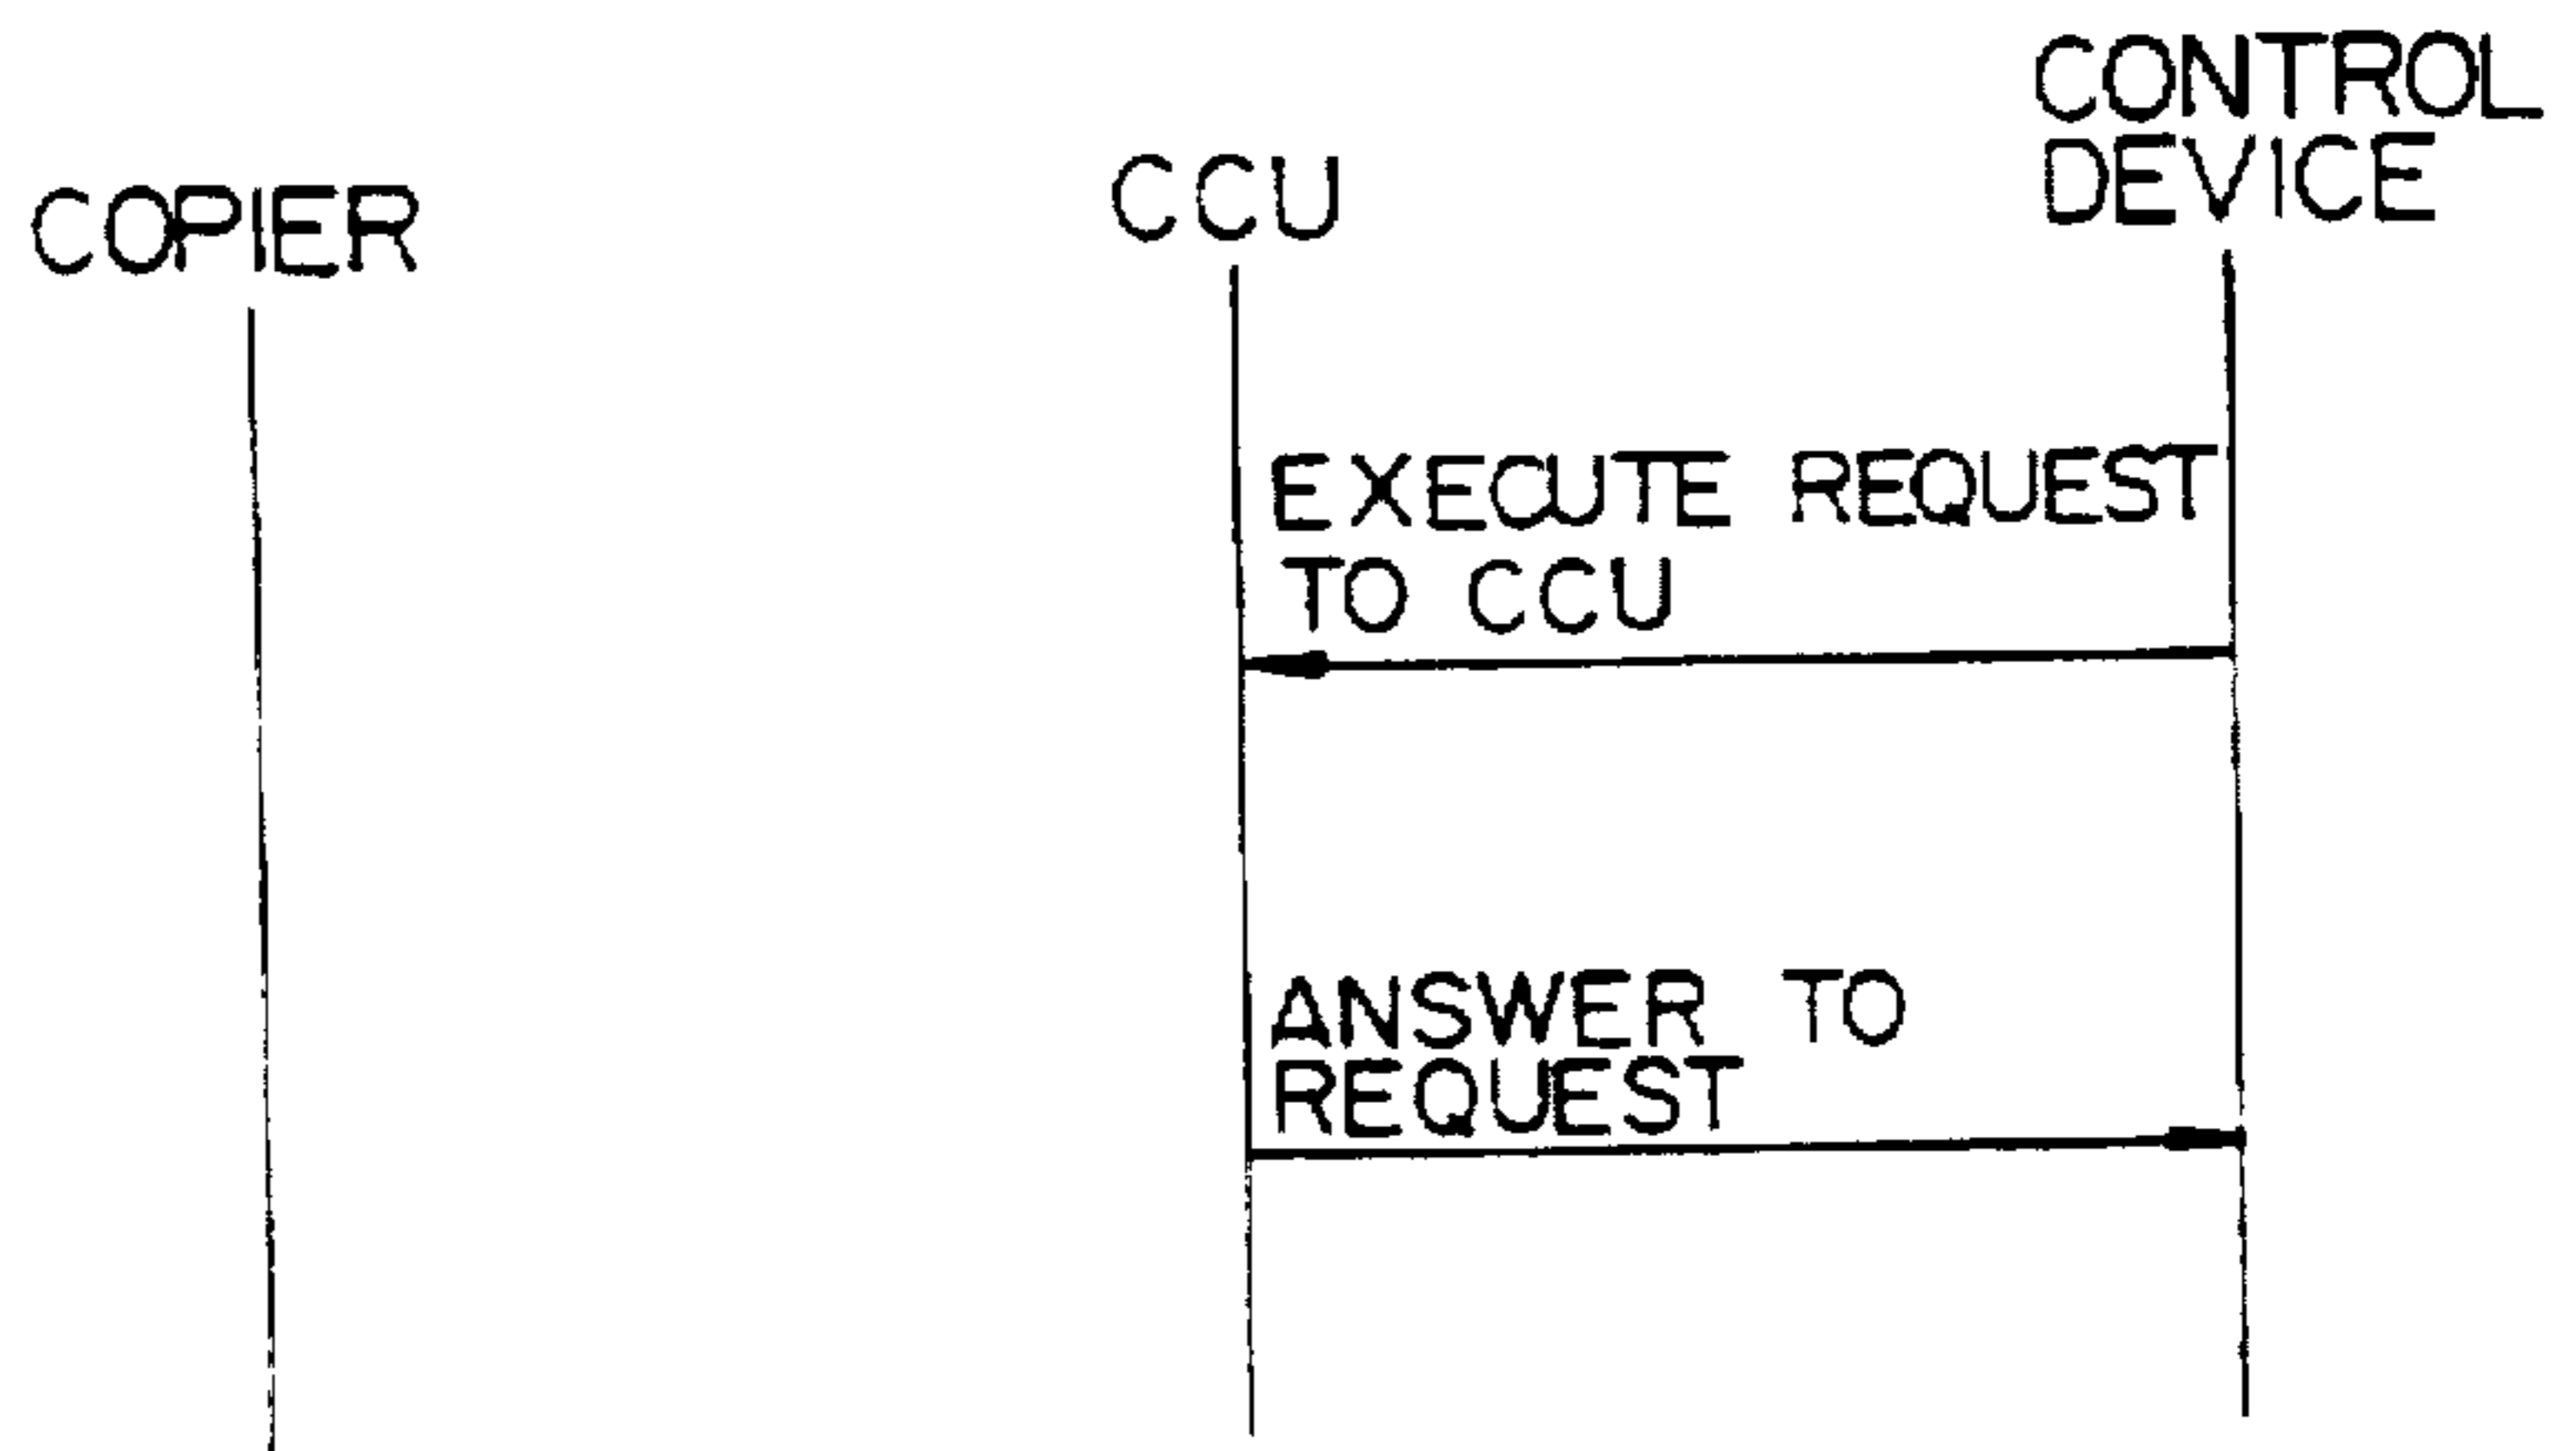 CONTROL
DEVICE
CCU
COPIER
EXECUTE REQUEST
TO CCU
ANSWER TO
REQUEST